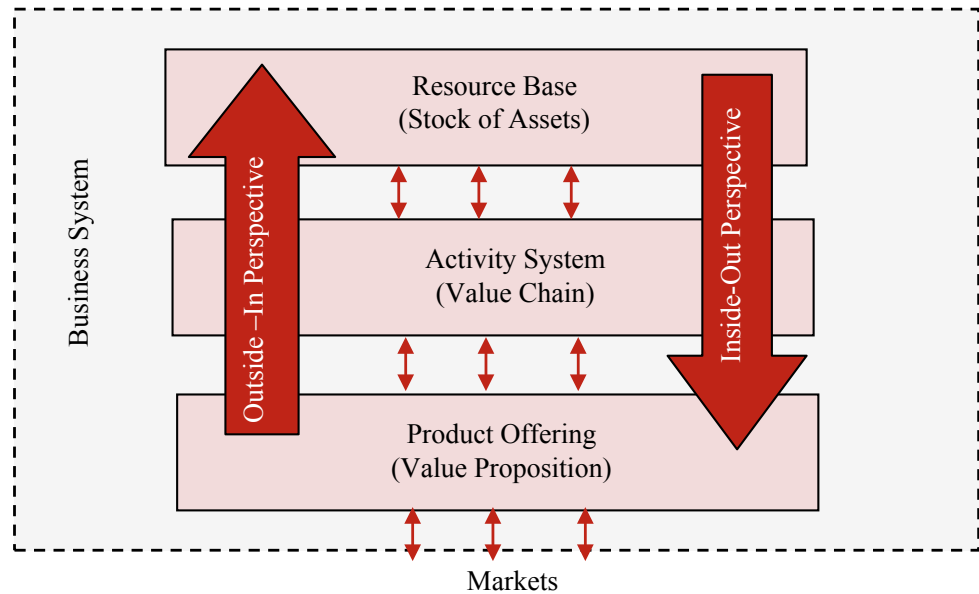 Business System
Resource Base
(Stock of Assets)
Outside –In Perspective
Inside-Out Perspective
Activity System
(Value Chain)
Product Offering
(Value Proposition)
Markets